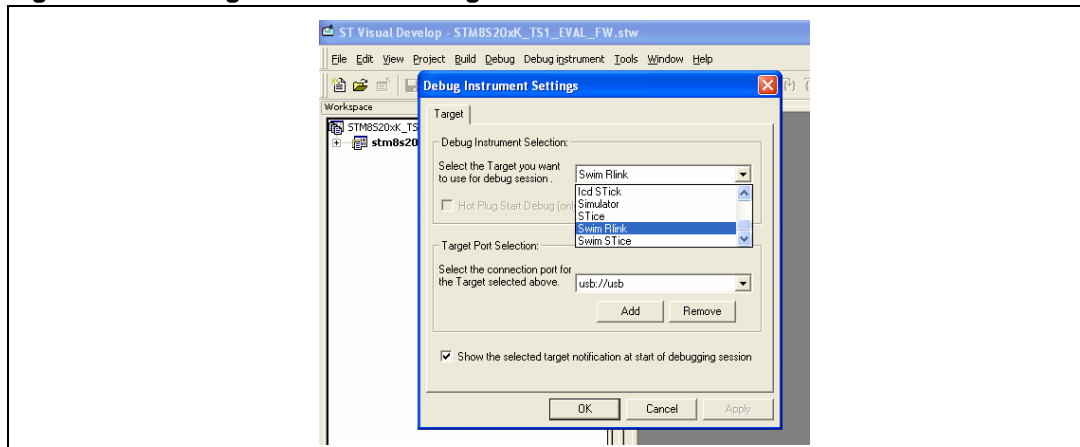 ST Visual Develop - STM8S20xK_TS1_EVAL_FW.stw
File Edit View Project Build Debug Debug instrument Tools Window Help
Debug Instrument Settings
Workspace
Target
STM8S20xK_TS
stm8s20
Debug Instrument Selection:
Select the Target you want
to use for debug session .
Swim Rlink
Icd STick
Simulator
STice
Swim Rlink
Swim STice
Hot Plug Start Debug (onl
Target Port Selection:
Select the connection port for
the Target selected above.
usb://usb
Add Remove
Show the selected target notification at start of debugging session
OK Cancel Apply